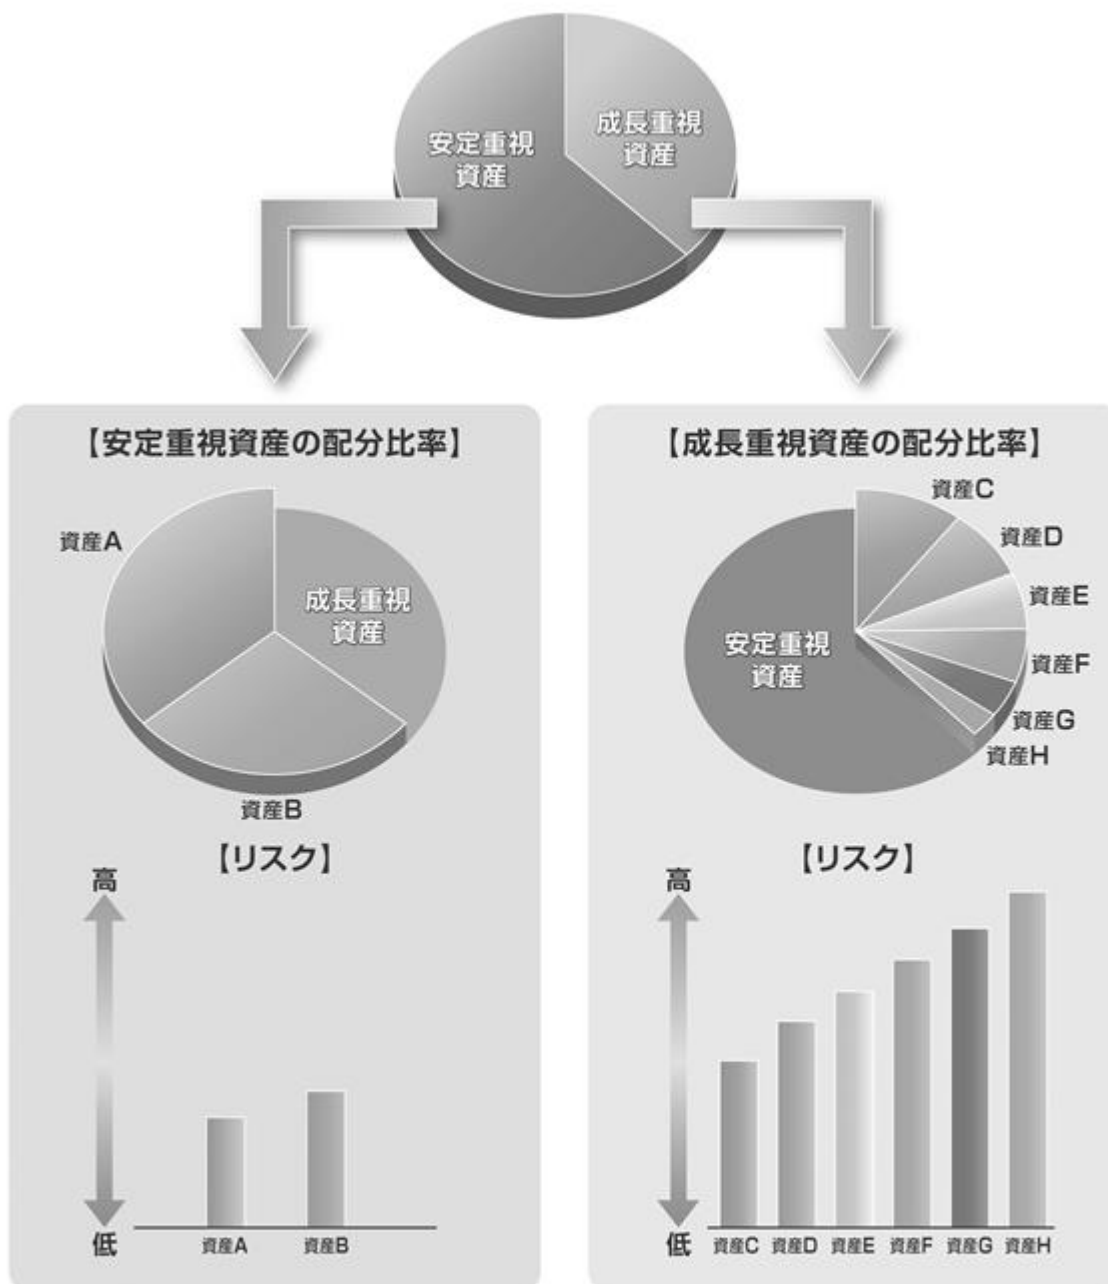 安定重視
資産
成長重視
資産
【安定重視資産の配分比率】
資産A
成長重視
資産
資産B
【リスク】
高
低
資産A 資産B
【成長重視資産の配分比率】
資産C
資産D
資産E
資産F
資産G
資産H
安定重視
資産
【リスク】
高
低
資産C 資産D 資産E 資産F 資産G 資産H